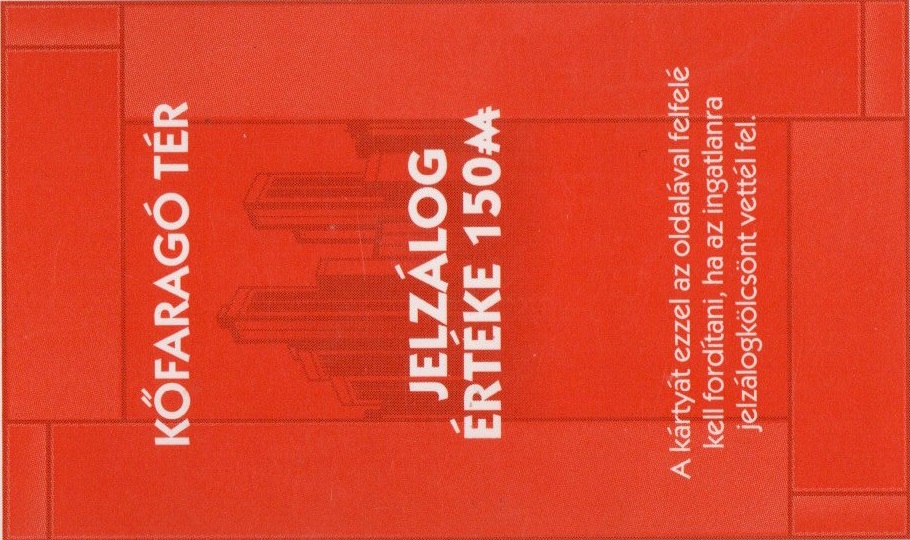 KŐFARAGÓ TÉR
JELZÁLOG
ÉRTÉKE 150₳
A kártyát ezzel az oldalával felfelé
kell fordítani, ha az ingatlanra
jelzálogkölcsönt vettél fel.